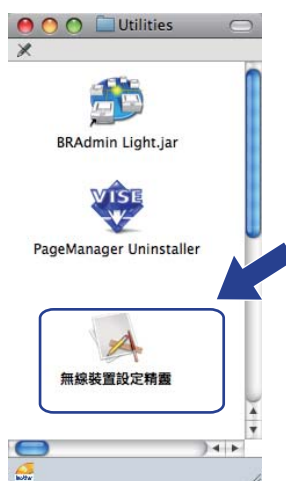 Utilities
BRAdmin Light.jar
VISE
PageManager Uninstaller
無線裝置設定精靈